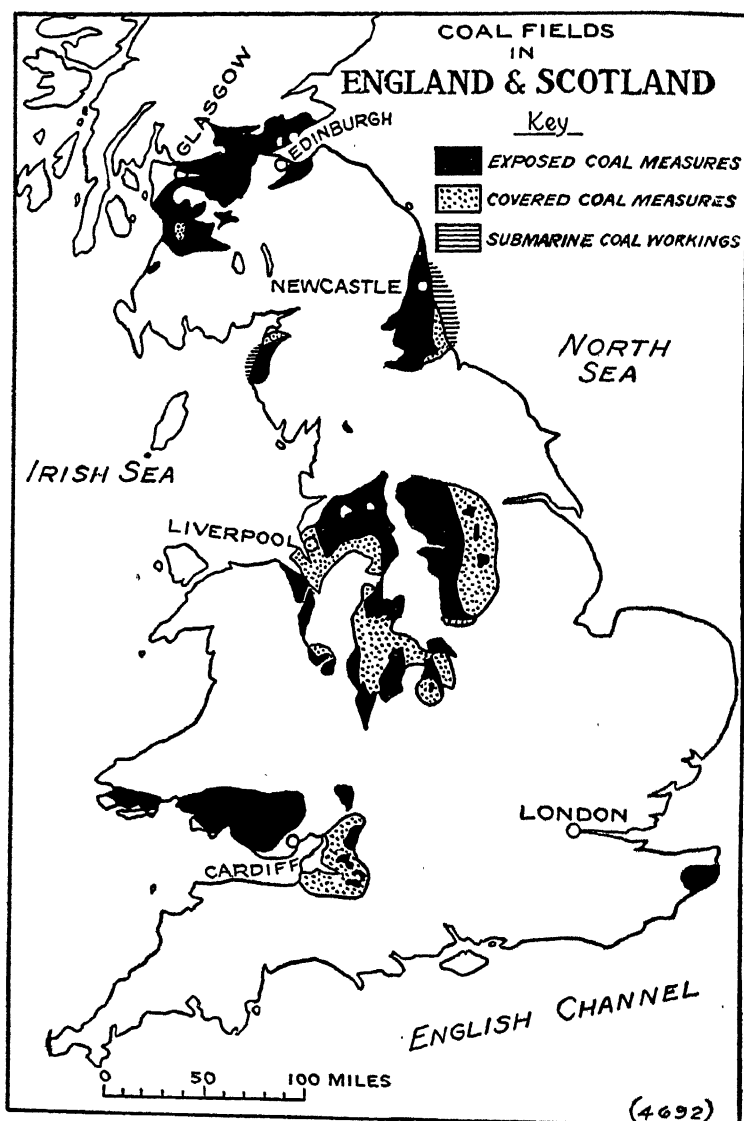 COAL FIELDS
IN
ENGLAND & SCOTLAND
Key
EXPOSED COAL MEASURES
COVERED COAL MEASURES
SUBMARINE COAL WORKINGS
GLASGOW
EDINBURGH
NEWCASTLE
NORTH
SEA
IRISH SEA
LIVERPOOL
LONDON
CARDIFF
ENGLISH CHANNEL
0 50 100 MILES
(4692)